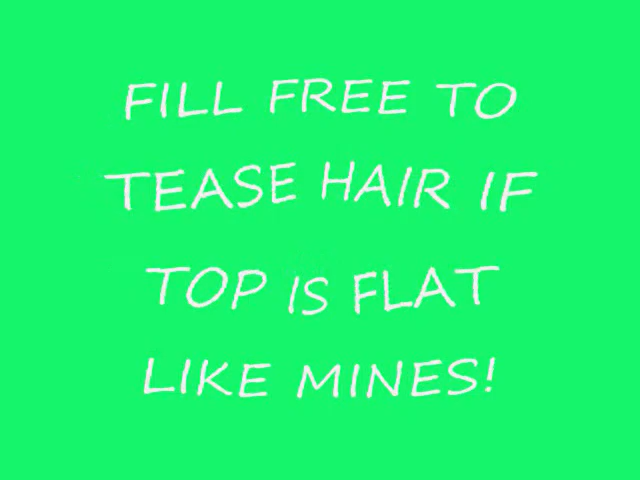 FILL FREE TO
TEASE HAIR IF
TOP IS FLAT
LIKE MINES!